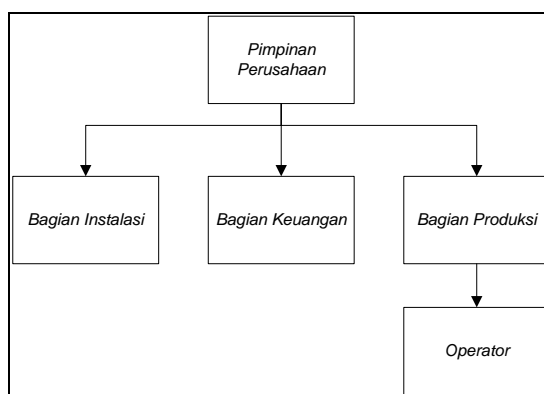 Pimpinan
Perusahaan
Bagian Instalasi
Bagian Keuangan
Bagian Produksi
Operator